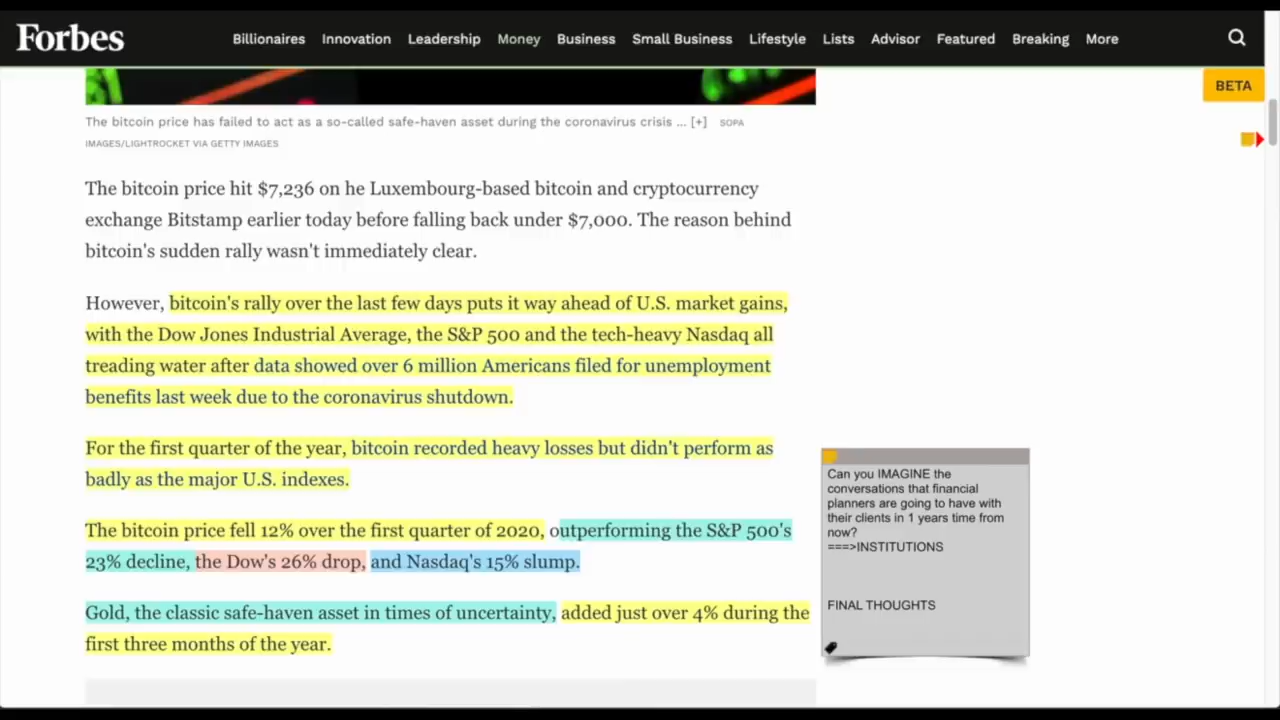 Forbes Billionaires Innovation Leadership Money Business Small Business Lifestyle Lists Advisor Featured Breaking More
BETA
The bitcoin price has failed to act as a so-called safe-haven asset during the coronavirus crisis ... [+] SOPA
IMAGES/LIGHTROCKET VIA GETTY IMAGES
The bitcoin price hit $7,236 on he Luxembourg-based bitcoin and cryptocurrency
exchange Bitstamp earlier today before falling back under $7,000. The reason behind
bitcoin's sudden rally wasn't immediately clear.
However, bitcoin's rally over the last few days puts it way ahead of U.S. market gains,
with the Dow Jones Industrial Average, the S&P 500 and the tech-heavy Nasdaq all
treading water after data showed over 6 million Americans filed for unemployment
benefits last week due to the coronavirus shutdown.
For the first quarter of the year, bitcoin recorded heavy losses but didn't perform as
badly as the major U.S. indexes.
The bitcoin price fell 12% over the first quarter of 2020, outperforming the S&P 500's
23% decline, the Dow's 26% drop, and Nasdaq's 15% slump.
Gold, the classic safe-haven asset in times of uncertainty, added just over 4% during the
first three months of the year.
Can you IMAGINE the
conversations that financial
planners are going to have with
their clients in 1 years time from
now?
===>INSTITUTIONS
FINAL THOUGHTS